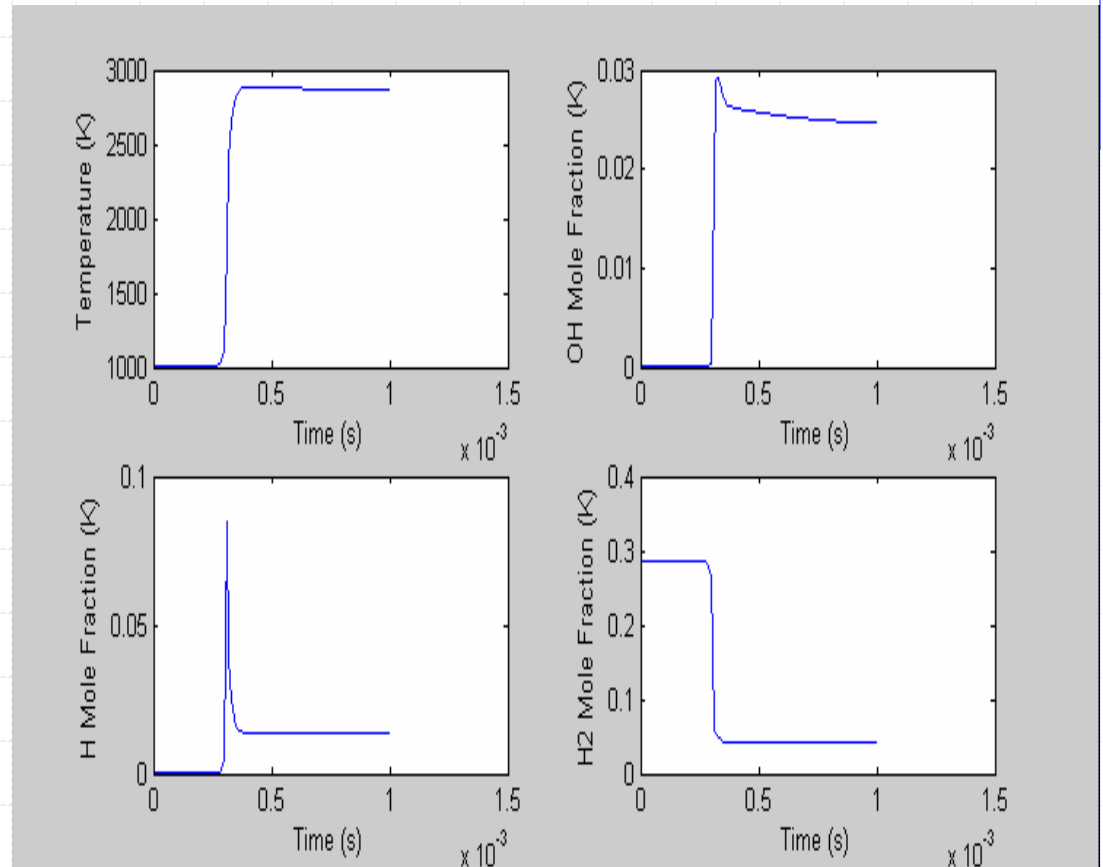 3000
2500
2000
1500
1000
Temperature (K)
0
0.5
1
1.5
Time (s)
x 10-3
0.03
0.02
0.01
0
OH Mole Fraction (K)
0
0.5
1
1.5
Time (s)
x 10-3
0.1
0.05
0
H Mole Fraction (K)
0
0.5
1
1.5
Time (s)
x 10-3
0.4
0.3
0.2
0.1
0
H2 Mole Fraction (K)
0
0.5
1
1.5
Time (s)
x 10-3